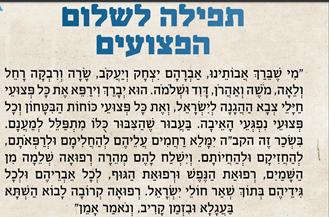 תפילה לשלום
הפצועים
"מִי שֶׁבֵּרַךְ אֲבוֹתֵינוּ, אַבְרָהָם יִצְחָק וְיַעֲקֹב, שָׂרָה וְרִבְקָה רָחֵל
וְלֵאָה, מֹשֶׁה וְאַהֲרֹן, דָּוִד וּשְׁלֹמֹה. הוּא יְבָרֵךְ וִירַפֵּא אֶת כָּל פְּצוּעֵי
חַיָּלֵי צְבָא הַהֲגָנָה לְיִשְׂרָאֵל, וְאֶת כָּל פְּצוּעֵי כּוֹחוֹת הַבִּטָּחוֹן וְכָל
פְּצוּעֵי נִפְגְּעֵי הָאֵיבָה. בַּעֲבוּר שֶׁהַצִּבּוּר כֻּלּוֹ מִתְפַּלֵּל לְמַעֲנָם.
בִּשְׂכַר זֶה הקב"ה יִמָּלֵא רַחֲמִים עֲלֵיהֶם לְהַחֲלִימָם וּלְרַפְּאֹתָם,
לְהַחֲזִיקָם וּלְהַחֲיוֹתָם. וְיִשְׁלַח לָהֶם מְהֵרָה רְפוּאָה שְׁלֵמָה מִן
הַשָּׁמַיִם, רְפוּאַת הַנֶּפֶשׁ וּרְפוּאַת הַגּוּף, לְכָל אֵבְרֵיהֶם וּלְכָל
גִּידֵיהֶם בְּתוֹךְ שְׁאָר חוֹלֵי יִשְׂרָאֵל. רְפוּאָה קְרוֹבָה לָבוֹא הַשְׁתָּא
בַּעֲגָלָא וּבִזְמַן קָרִיב, וְנֹאמַר אָמֵן"